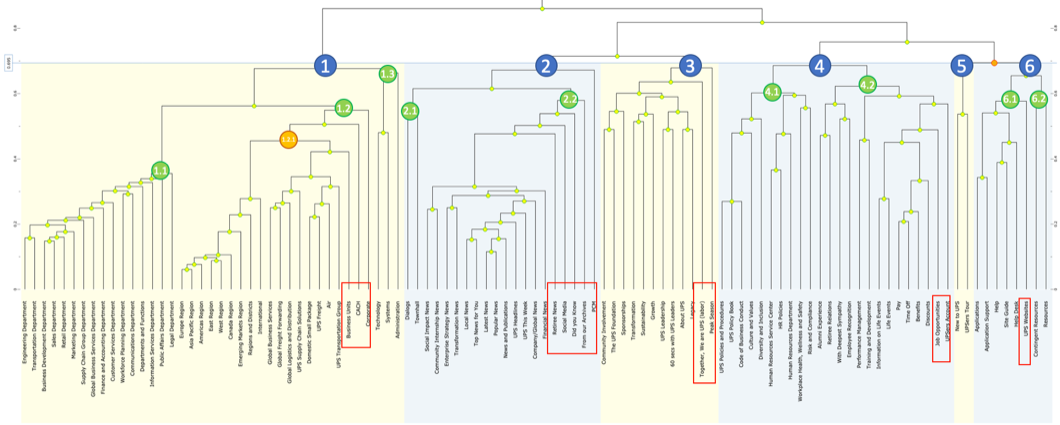 1
2
3
4
5
6
1.3
1.2
2.1
2.2
4.1
4.2
6.1
6.2
1.1
Engineering Department
Transportation Department
Business Development Department
Sales Department
Retail Department
Marketing Department
Supply Chain Group Department
Global Business Services Department
Finance and Accounting Department
Customer Services Department
Workforce Planning Department
Communications Department
Departments and Functions
Information Services Department
Public Affairs Department
Legal Department
Europe Region
Asia Pacific Region
Americas Region
West Region
East Region
Canada Region
Emerging Markets Region
Regions and Districts
International
Global Business Services
Global Freight Forwarding
Global Logistics and Distribution
UPS Supply Chain Solutions
Domestic Small Package
UPS Freight
Air
UPS Transportation Group
Business Units
CACH
Corporate
Technology
Systems
Administration
Dialogs
Townhall
Social Impact News
Community Internship News
Enterprise Strategy News
Transformation News
Local News
Top News for You
Latest News
Popular News
News and Publications
UPS Headlines
UPS This Week
Company/Industry News
Financial News
Retiree News
Social Media
Did You Know
From our Archives
PCM
Community Involvement
The UPS Foundation
Sponsorships
Transformation
Sustainability
Growth
60 seconds with UPS Leaders
UPS Leadership
About UPS
Legacy
Together, We are UPS (labor)
Peak Season
UPS Policies and Procedures
UPS Policy Book
Code of Business Conduct
Culture and Values
Diversity and Inclusion
Human Resources Service Center
HR Policies
Human Resources Department
Workplace Health, Wellness and Safety
Risk and Compliance
Alumni Experience
Retiree Relations
With Deepest Sympathy
Employee Recognition
Performance Management
Training and Development
Information on Life Events
Life Events
Pay
Time Off
Benefits
Discounts
Job Opportunities
UPSers Account
New to UPS
UPSers Tour
Applications
Application Support
Help
Site Guide
Help Desk
UPS Websites
Contingent Resources
Resources